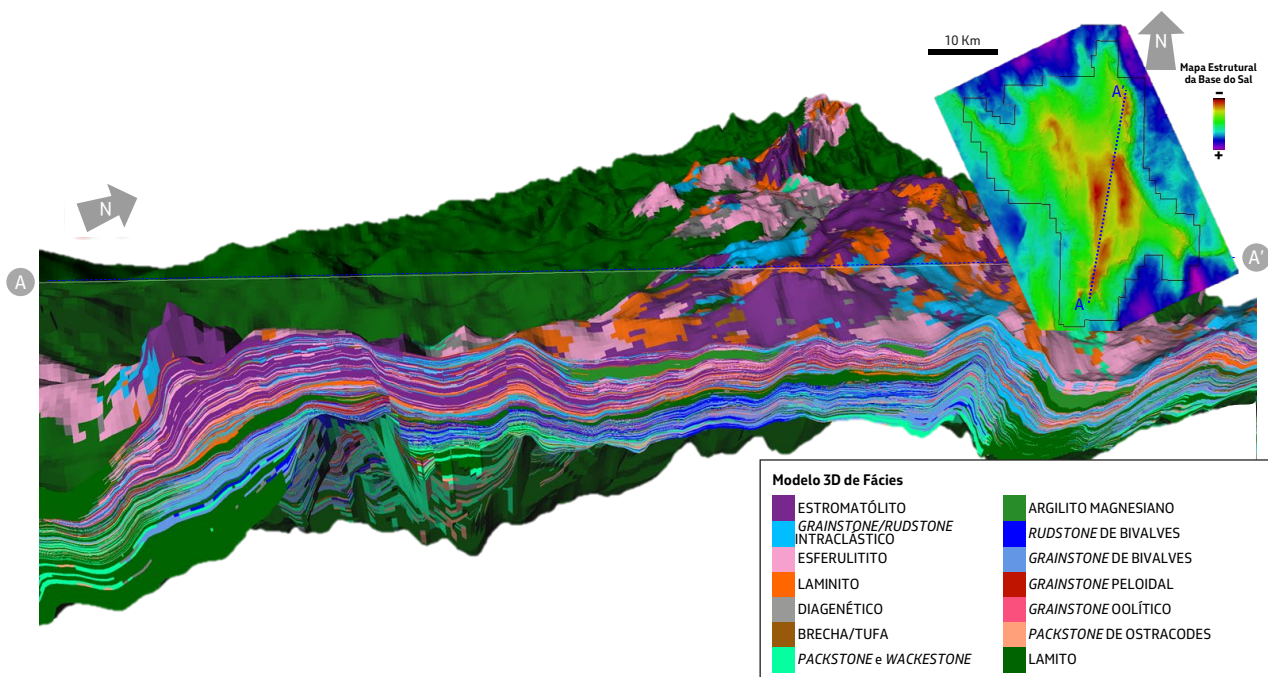 10 Km
N
Mapa Estrutural
da Base do Sal
-
+
A'
A
N
A
A'
Modelo 3D de Fácies
ESTROMATÓLITO
GRAINSTONE/RUDSTONE
INTRACLÁSTICO
ESFERULITITO
LAMINITO
DIAGENÉTICO
BRECHA/TUFA
PACKSTONE e WACKESTONE
ARGILITO MAGNESIANO
RUDSTONE DE BIVALVES
GRAINSTONE DE BIVALVES
GRAINSTONE PELOIDAL
GRAINSTONE OOLÍTICO
PACKSTONE DE OSTRACODES
LAMITO